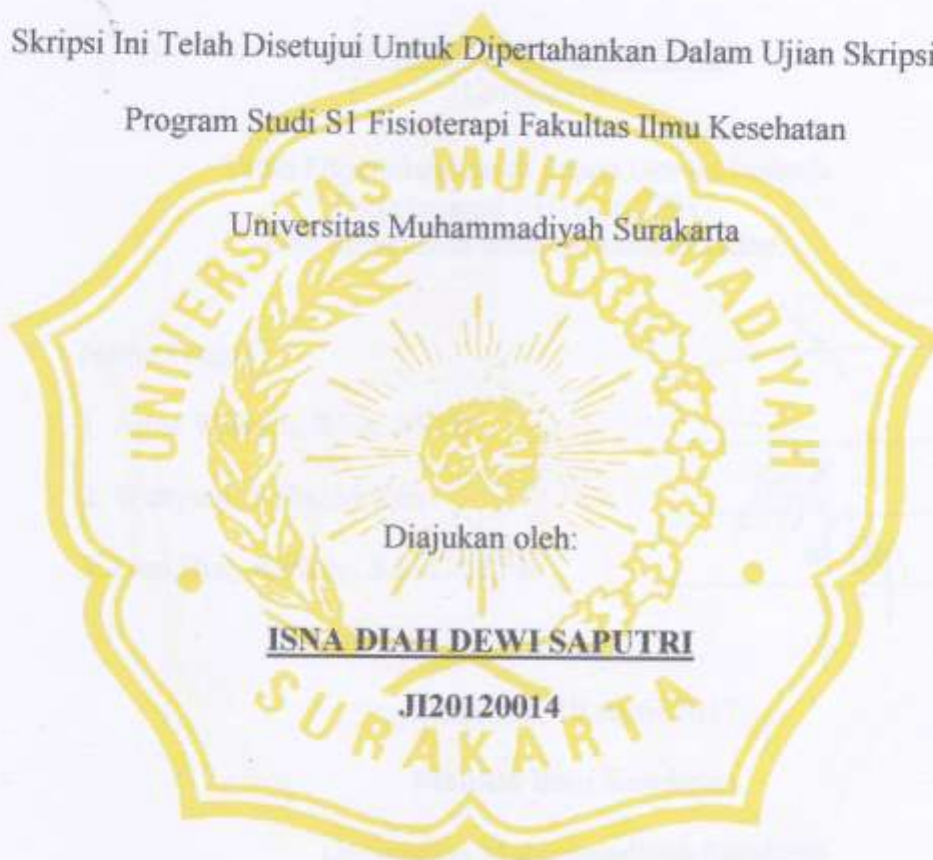 Skripsi Ini Telah Disetujui Untuk Dipertahankan Dalam Ujian Skripsi
Program Studi S1 Fisioterapi Fakultas Ilmu Kesehatan
UNIVERSITAS MUHAMMADIYAH
Universitas Muhammadiyah Surakarta
Diajukan oleh:
ISNA DIAH DEWI SAPUTRI
JI20120014
SURAKARTA